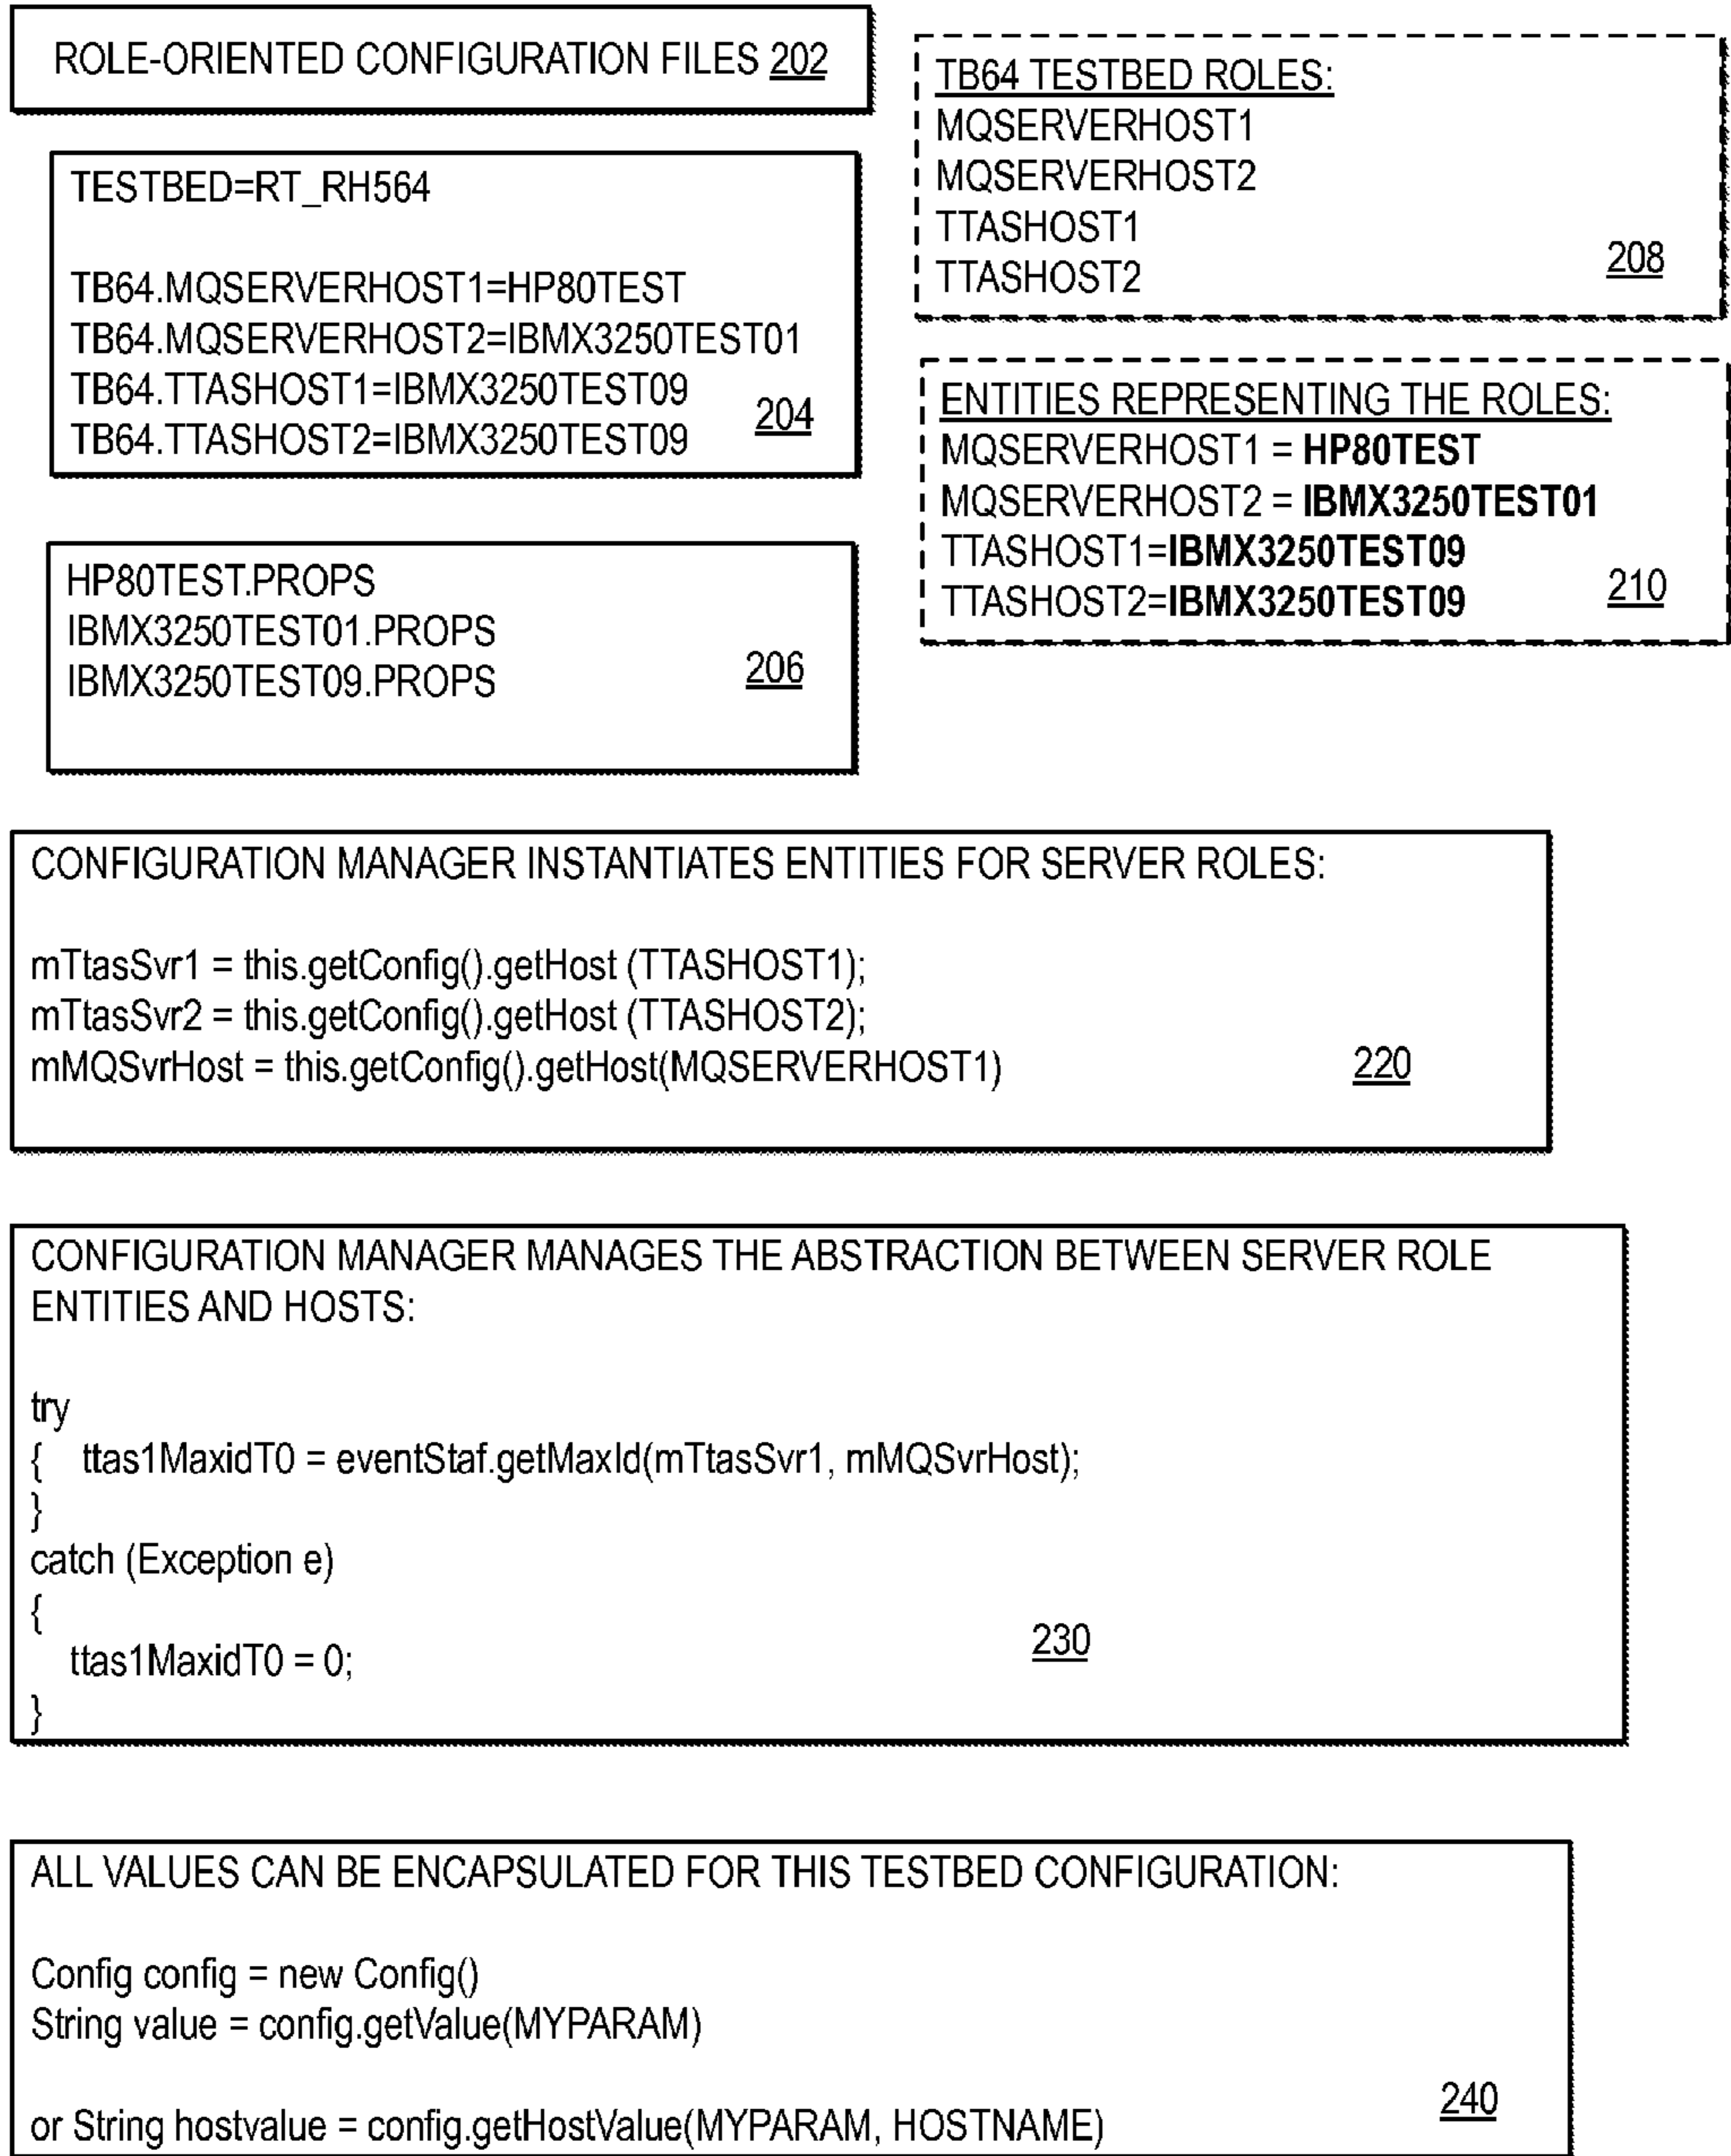 ROLE-ORIENTED CONFIGURATION FILES 202
TESTBED=RT_RH564
TB64.MQSERVERHOST1=HP80TEST
TB64.MQSERVERHOST2=IBMX3250TEST01
TB64.TTASHOST1=IBMX3250TEST09
TB64.TTASHOST2=IBMX3250TEST09
204
HP80TEST.PROPS
IBMX3250TEST01.PROPS
IBMX3250TEST09.PROPS
206
TB64 TESTBED ROLES:
MQSERVERHOST1
MQSERVERHOST2
TTASHOST1
TTASHOST2
208
ENTITIES REPRESENTING THE ROLES:
MQSERVERHOST1 = HP80TEST
MQSERVERHOST2 = IBMX3250TEST01
TTASHOST1=IBMX3250TEST09
TTASHOST2=IBMX3250TEST09
210
CONFIGURATION MANAGER INSTANTIATES ENTITIES FOR SERVER ROLES:
mTtasSvr1 = this.getConfig().getHost (TTASHOST1);
mTtasSvr2 = this.getConfig().getHost (TTASHOST2);
mMQSvrHost = this.getConfig().getHost(MQSERVERHOST1)
220
CONFIGURATION MANAGER MANAGES THE ABSTRACTION BETWEEN SERVER ROLE
ENTITIES AND HOSTS:
try
{ ttas1MaxidT0 = eventStaf.getMaxId(mTtasSvr1, mMQSvrHost);
}
catch (Exception e)
{
ttas1MaxidT0 = 0;
}
230
ALL VALUES CAN BE ENCAPSULATED FOR THIS TESTBED CONFIGURATION:
Config config = new Config()
String value = config.getValue(MYPARAM)
or String hostvalue = config.getHostValue(MYPARAM, HOSTNAME)
240